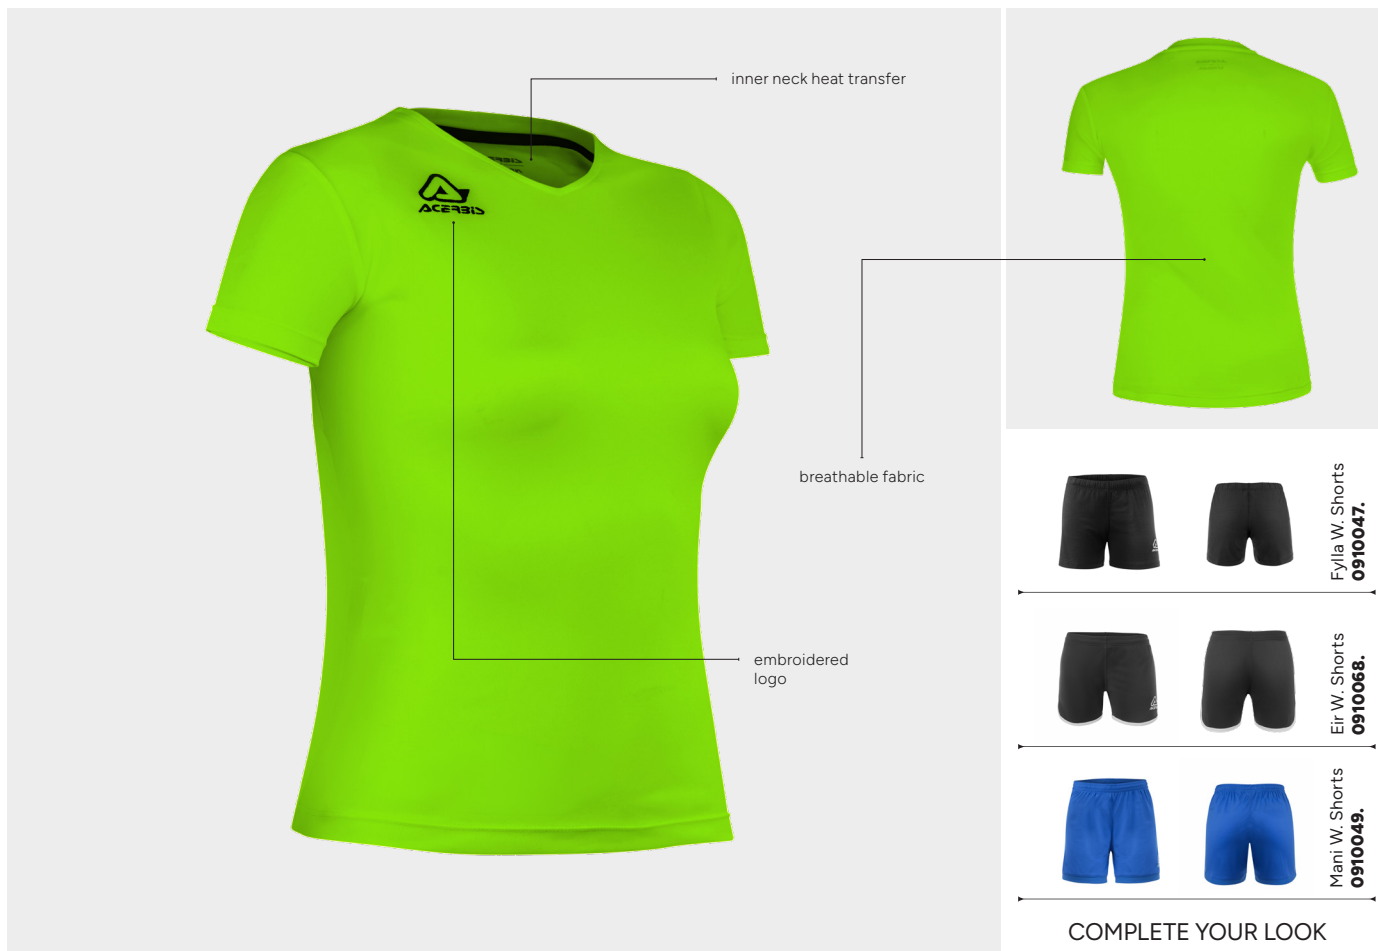 inner neck heat transfer
ACERBIS
breathable fabric
embroidered
logo
Fylla W. Shorts
0910047.
Eir W. Shorts
0910068.
Mani W. Shorts
0910049.
COMPLETE YOUR LOOK